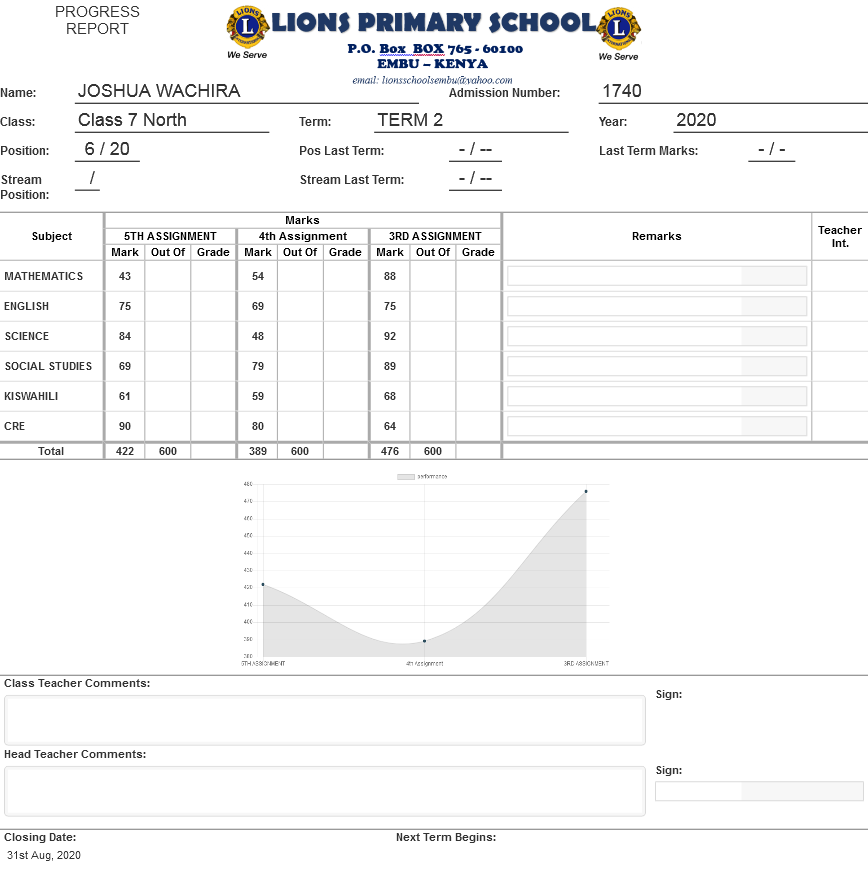 PROGRESS
REPORT
LIONS
L
INTERNATIONAL
We Serve
LIONS PRIMARY SCHOOL
P.O. Box BOX 765 - 60100
EMBU – KENYA
email: lionsschoolsembu@yahoo.com
LIONS
L
INTERNATIONAL
We Serve
Name: JOSHUA WACHIRA Admission Number: 1740
Class: Class 7 North Term: TERM 2 Year: 2020
Position: 6 / 20 Pos Last Term: - / -- Last Term Marks: - / -
Stream Position: / Stream Last Term: - / --
Subject Marks Remarks Teacher Int.
5TH ASSIGNMENT 4th Assignment 3RD ASSIGNMENT
Mark Out Of Grade Mark Out Of Grade Mark Out Of Grade
MATHEMATICS 43 54 88
ENGLISH 75 69 75
SCIENCE 84 48 92
SOCIAL STUDIES 69 79 89
KISWAHILI 61 59 68
CRE 90 80 64
Total 422 600 389 600 476 600
performance
480
470
460
450
440
430
420
410
400
390
380
5TH ASSIGNMENT 4th Assignment 3RD ASSIGNMENT
Class Teacher Comments:
Sign:
Head Teacher Comments:
Sign:
Closing Date: Next Term Begins:
31st Aug, 2020